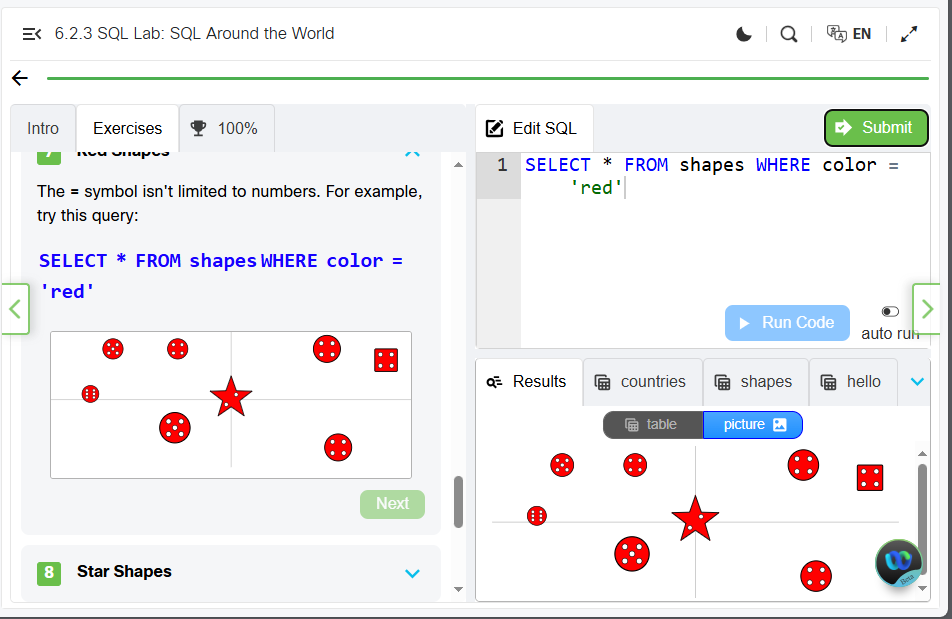 6.2.3 SQL Lab: SQL Around the World
EN
Intro
Exercises
100%
7 Red Shapes
The = symbol isn't limited to numbers. For example,
try this query:
SELECT * FROM shapes WHERE color =
'red'
Next
8 Star Shapes
Edit SQL
Submit
1 SELECT * FROM shapes WHERE color =
'red'
Run Code
auto run
Results
countries
shapes
hello
table
picture
Beta